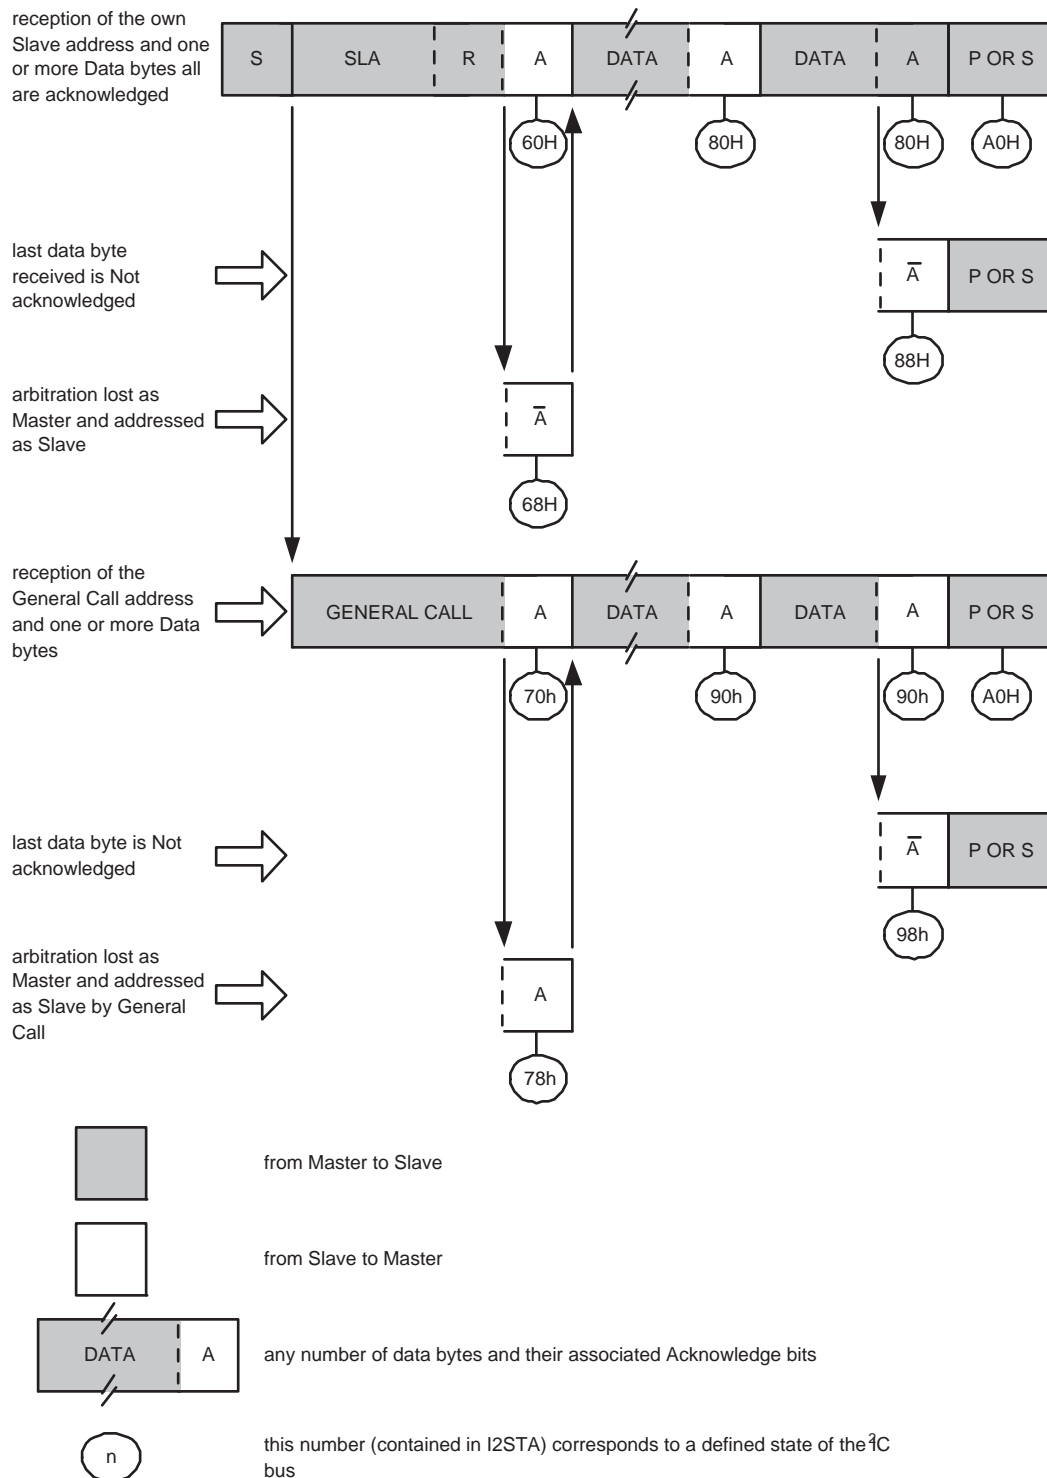 reception of the own
Slave address and one
or more Data bytes all
are acknowledged
S SLA R A DATA A DATA A P OR S
60H 80H 80H A0H
last data byte
received is Not
acknowledged
A̅ P OR S
88H
arbitration lost as
Master and addressed
as Slave
A̅
68H
reception of the
General Call address
and one or more Data
bytes
GENERAL CALL A DATA A DATA A P OR S
70h 90h 90h A0H
last data byte is Not
acknowledged
A̅ P OR S
98h
arbitration lost as
Master and addressed
as Slave by General
Call
A
78h
from Master to Slave
from Slave to Master
DATA A
any number of data bytes and their associated Acknowledge bits
n
this number (contained in I2STA) corresponds to a defined state of the I²C
bus